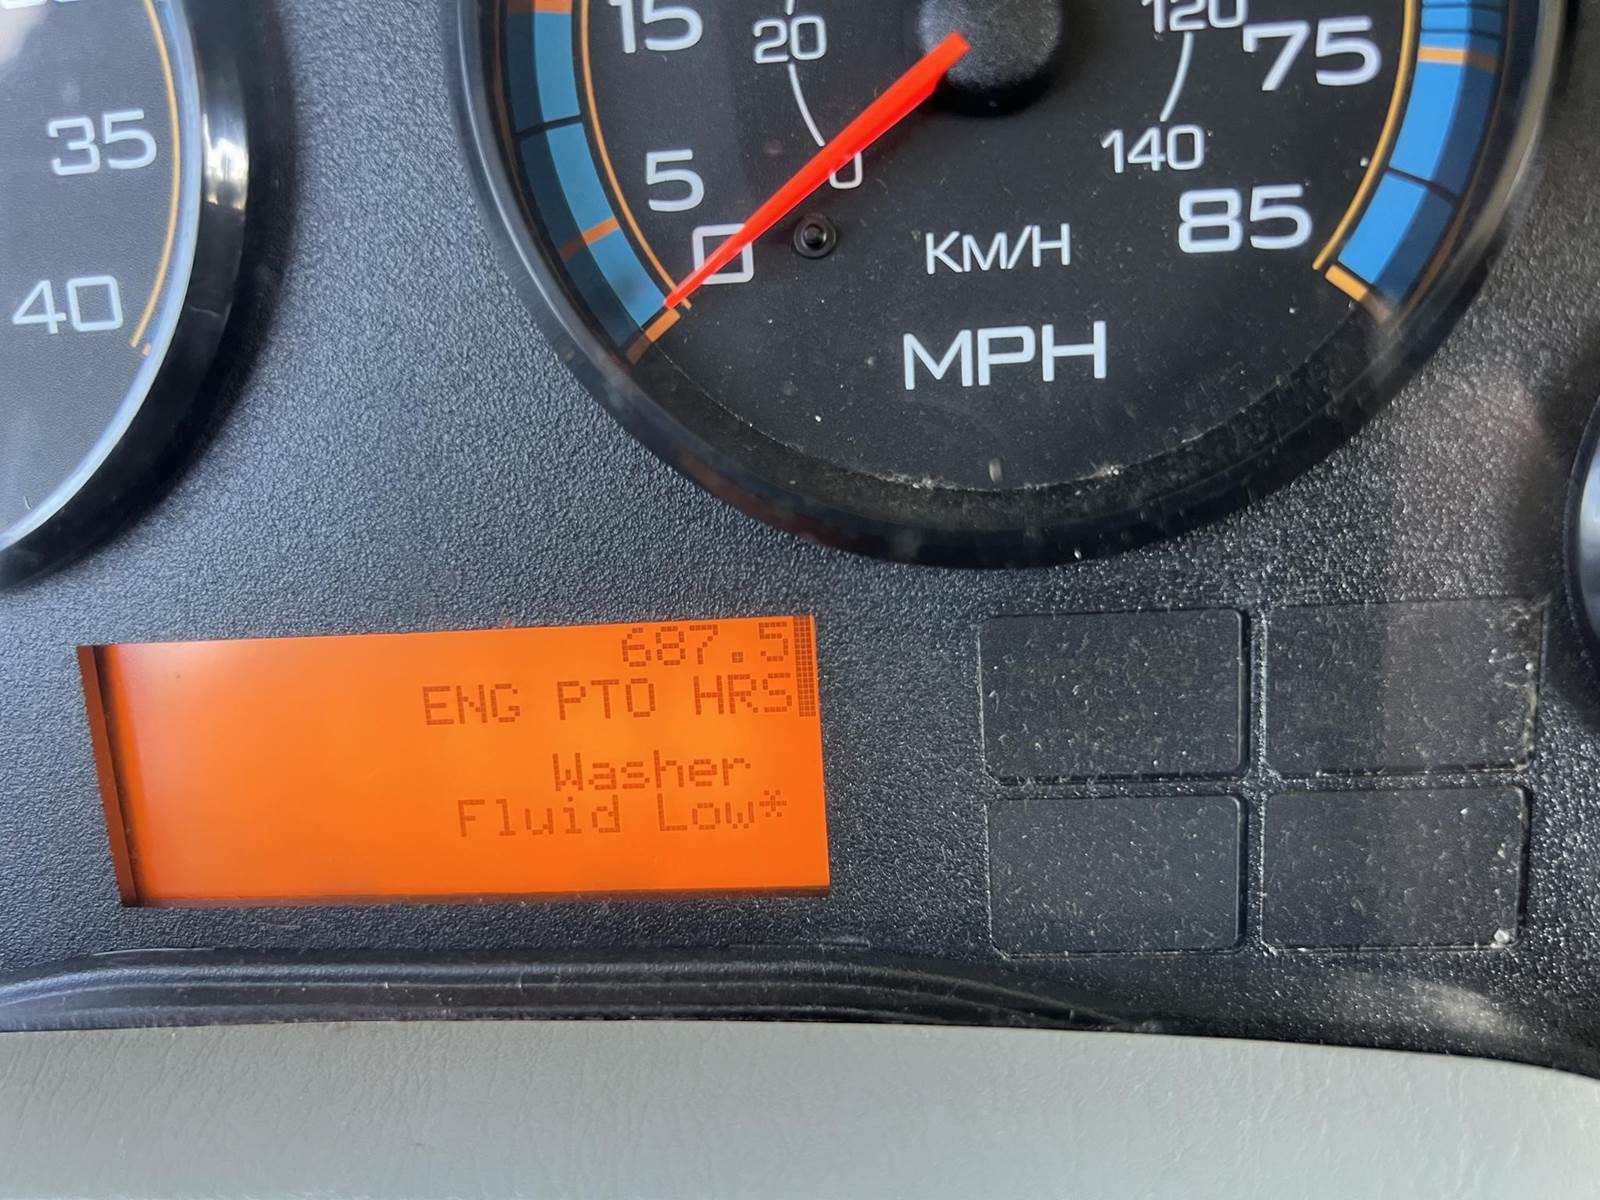 35
40
15
5
0
20
0
120
140
75
85
KM/H
MPH
687.5
ENG PTO HRS
Washer
Fluid Low*